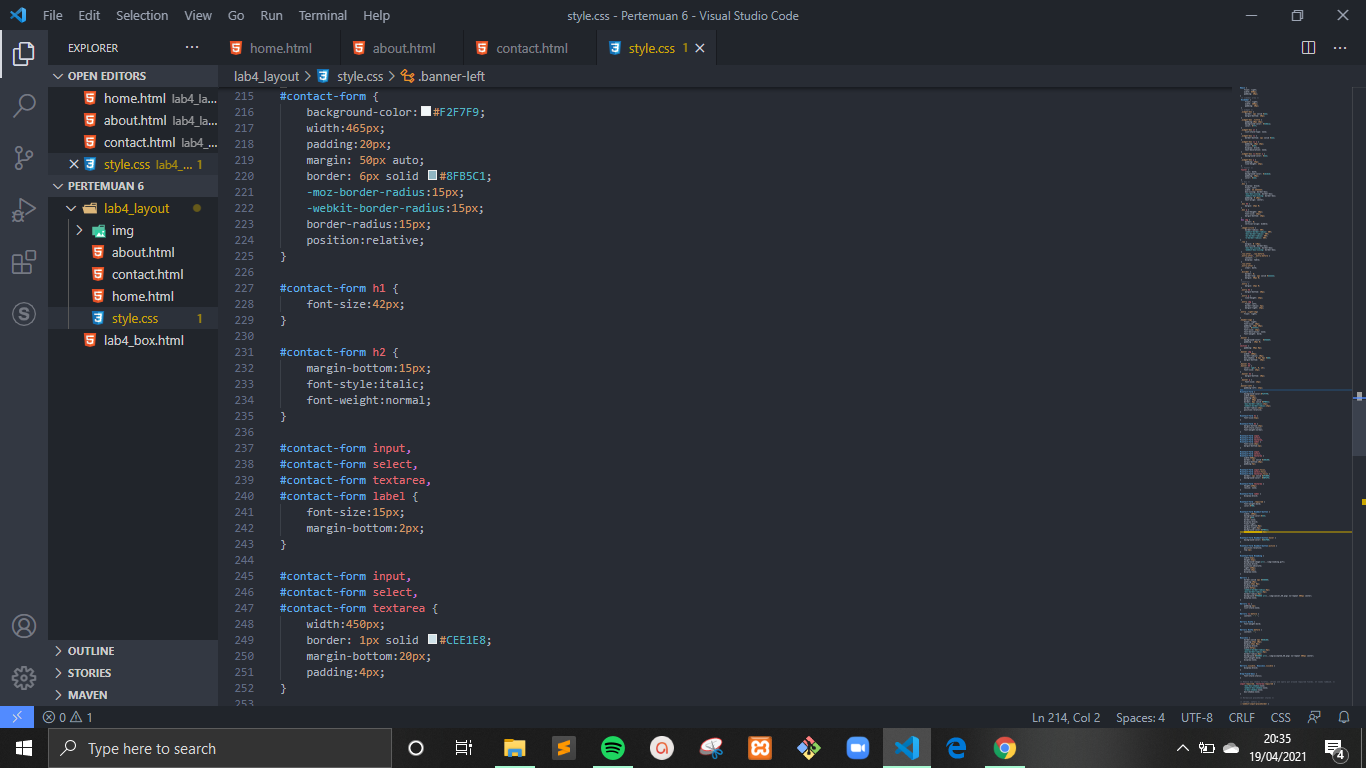 File Edit Selection View Go Run Terminal Help
style.css - Pertemuan 6 - Visual Studio Code
EXPLORER
home.html
about.html
contact.html
style.css 1
OPEN EDITORS
home.html lab4_la...
about.html lab4_la...
contact.html lab4_...
style.css lab4_... 1
PERTEMUAN 6
lab4_layout
img
about.html
contact.html
home.html
style.css 1
lab4_box.html
OUTLINE
STORIES
MAVEN
lab4_layout > style.css > .banner-left
215 #contact-form {
216 background-color: #F2F7F9;
217 width:465px;
218 padding:20px;
219 margin: 50px auto;
220 border: 6px solid #8FB5C1;
221 -moz-border-radius:15px;
222 -webkit-border-radius:15px;
223 border-radius:15px;
224 position:relative;
225 }
226
227 #contact-form h1 {
228 font-size:42px;
229 }
230
231 #contact-form h2 {
232 margin-bottom:15px;
233 font-style:italic;
234 font-weight:normal;
235 }
236
237 #contact-form input,
238 #contact-form select,
239 #contact-form textarea,
240 #contact-form label {
241 font-size:15px;
242 margin-bottom:2px;
243 }
244
245 #contact-form input,
246 #contact-form select,
247 #contact-form textarea {
248 width:450px;
249 border: 1px solid #CEE1E8;
250 margin-bottom:20px;
251 padding:4px;
252 }
253
0 1
Ln 214, Col 2 Spaces: 4 UTF-8 CRLF CSS
Type here to search
20:35
19/04/2021
4